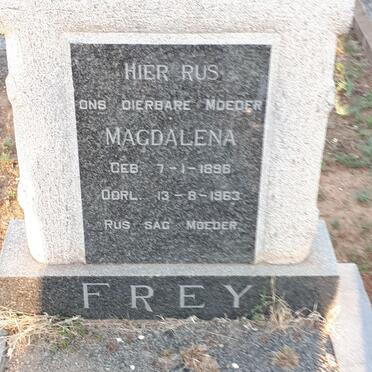 HIER RUS
ONS DIERBARE MOEDER
MAGDALENA
GEB. 7-1-1896
OORL. 13-8-1963
RUS SAG MOEDER
FREY